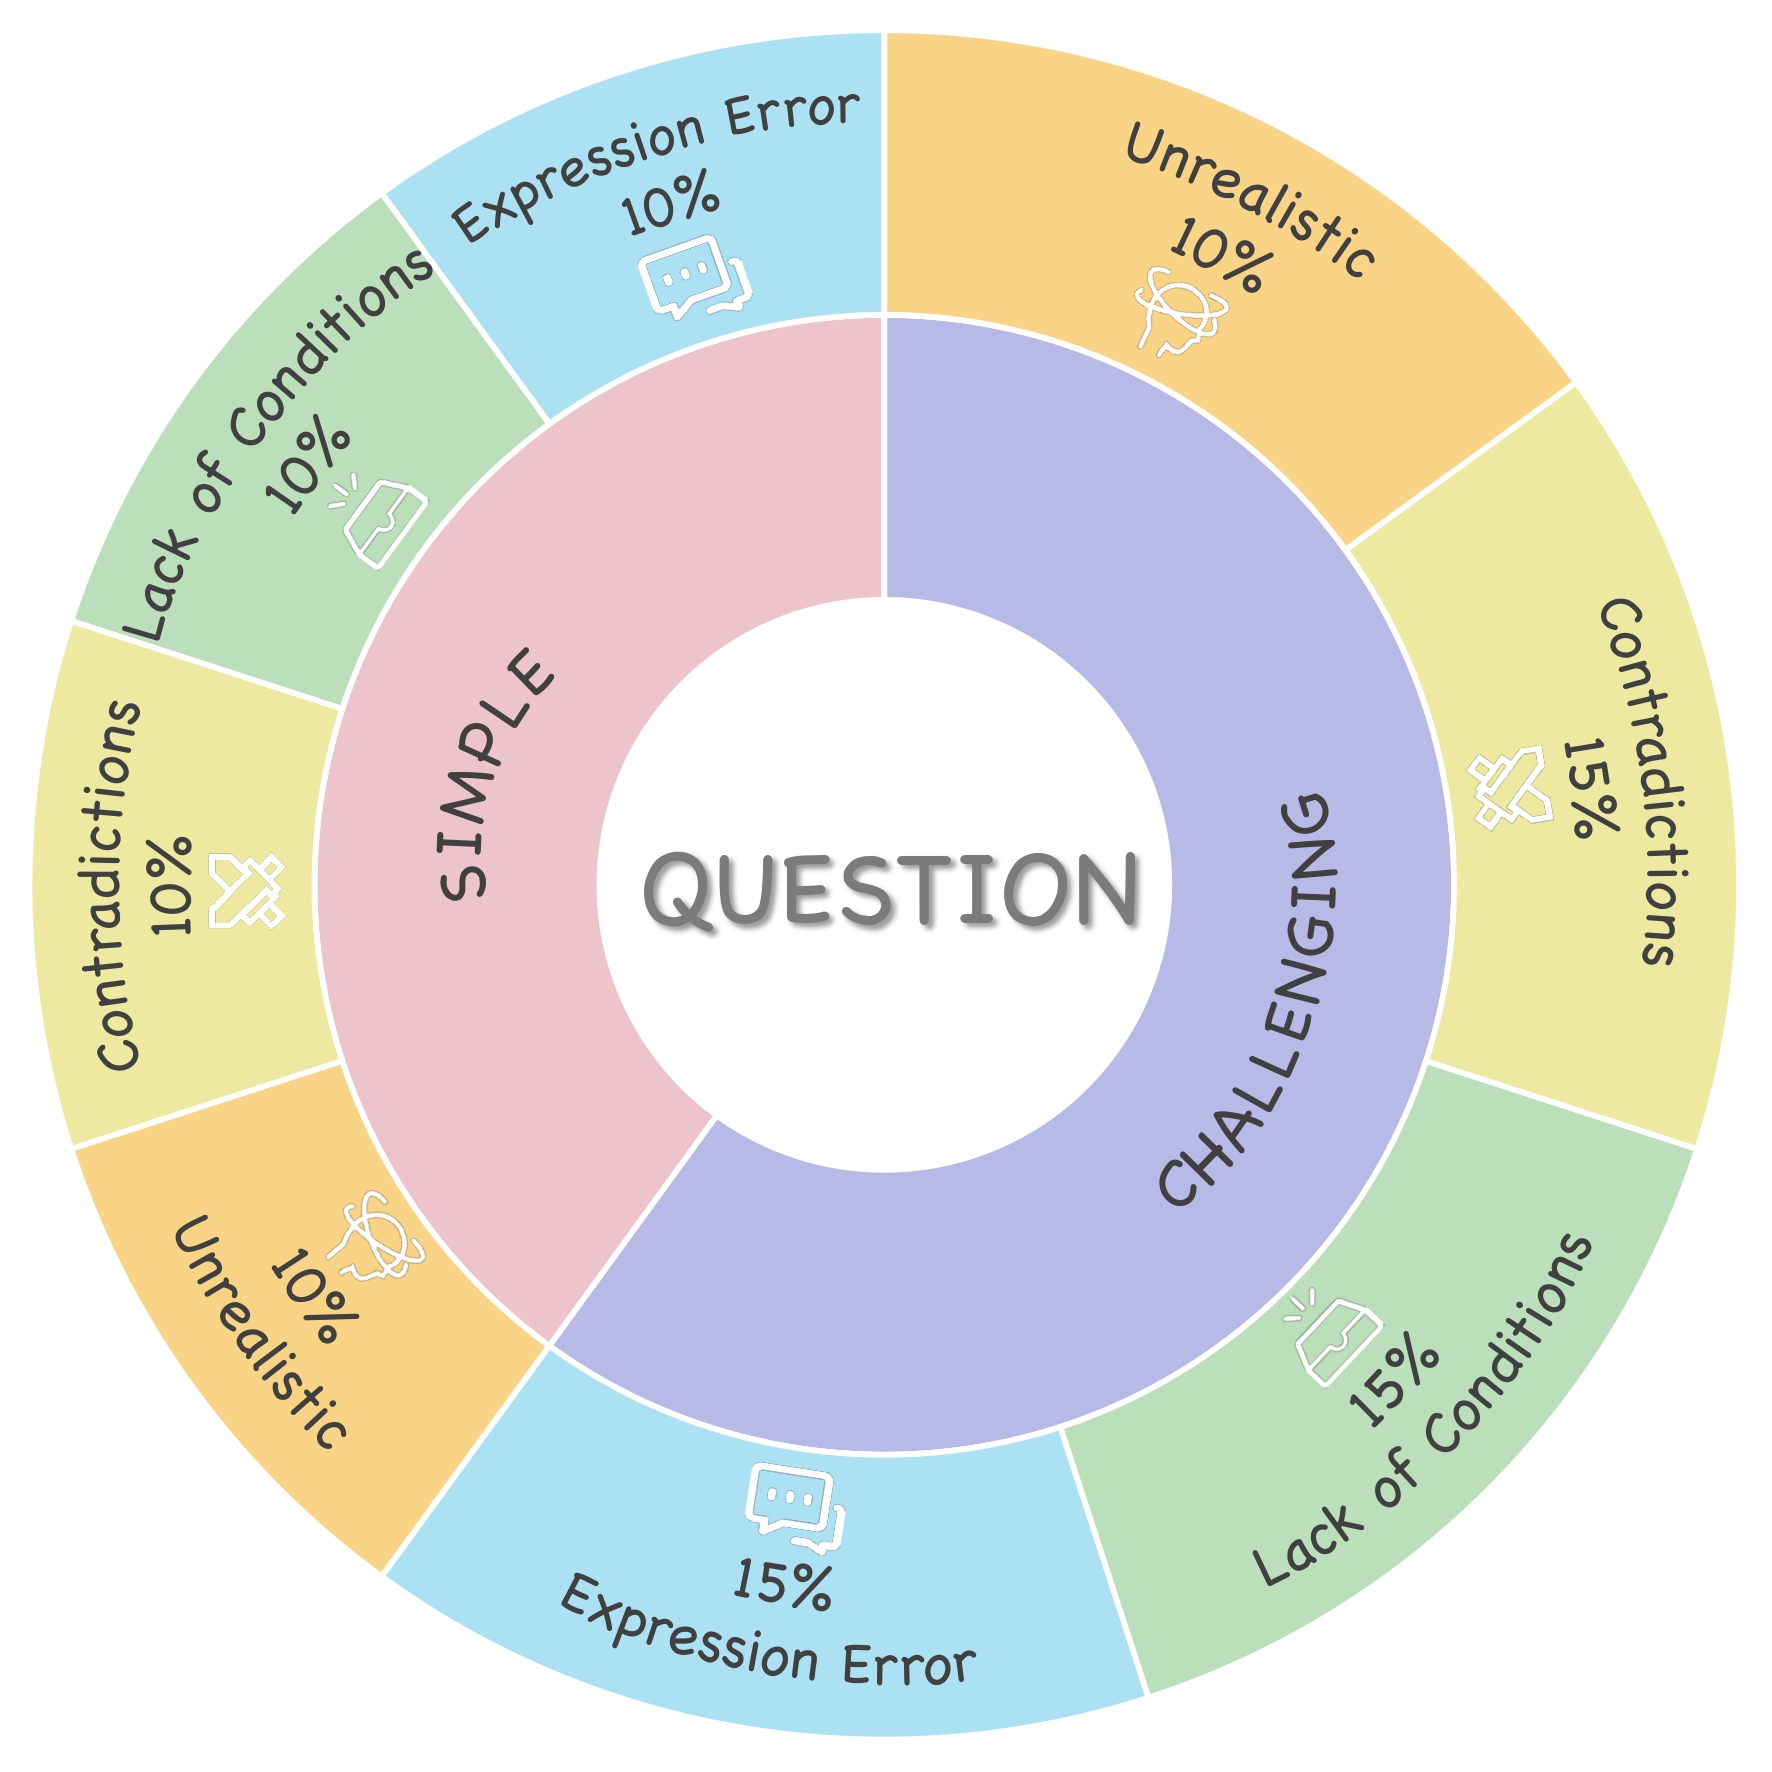 QUESTION
SIMPLE
CHALLENGING
Unrealistic
10%
Contradictions
15%
Lack of Conditions
15%
Expression Error
15%
Unrealistic
10%
Contradictions
10%
Lack of Conditions
10%
Expression Error
10%